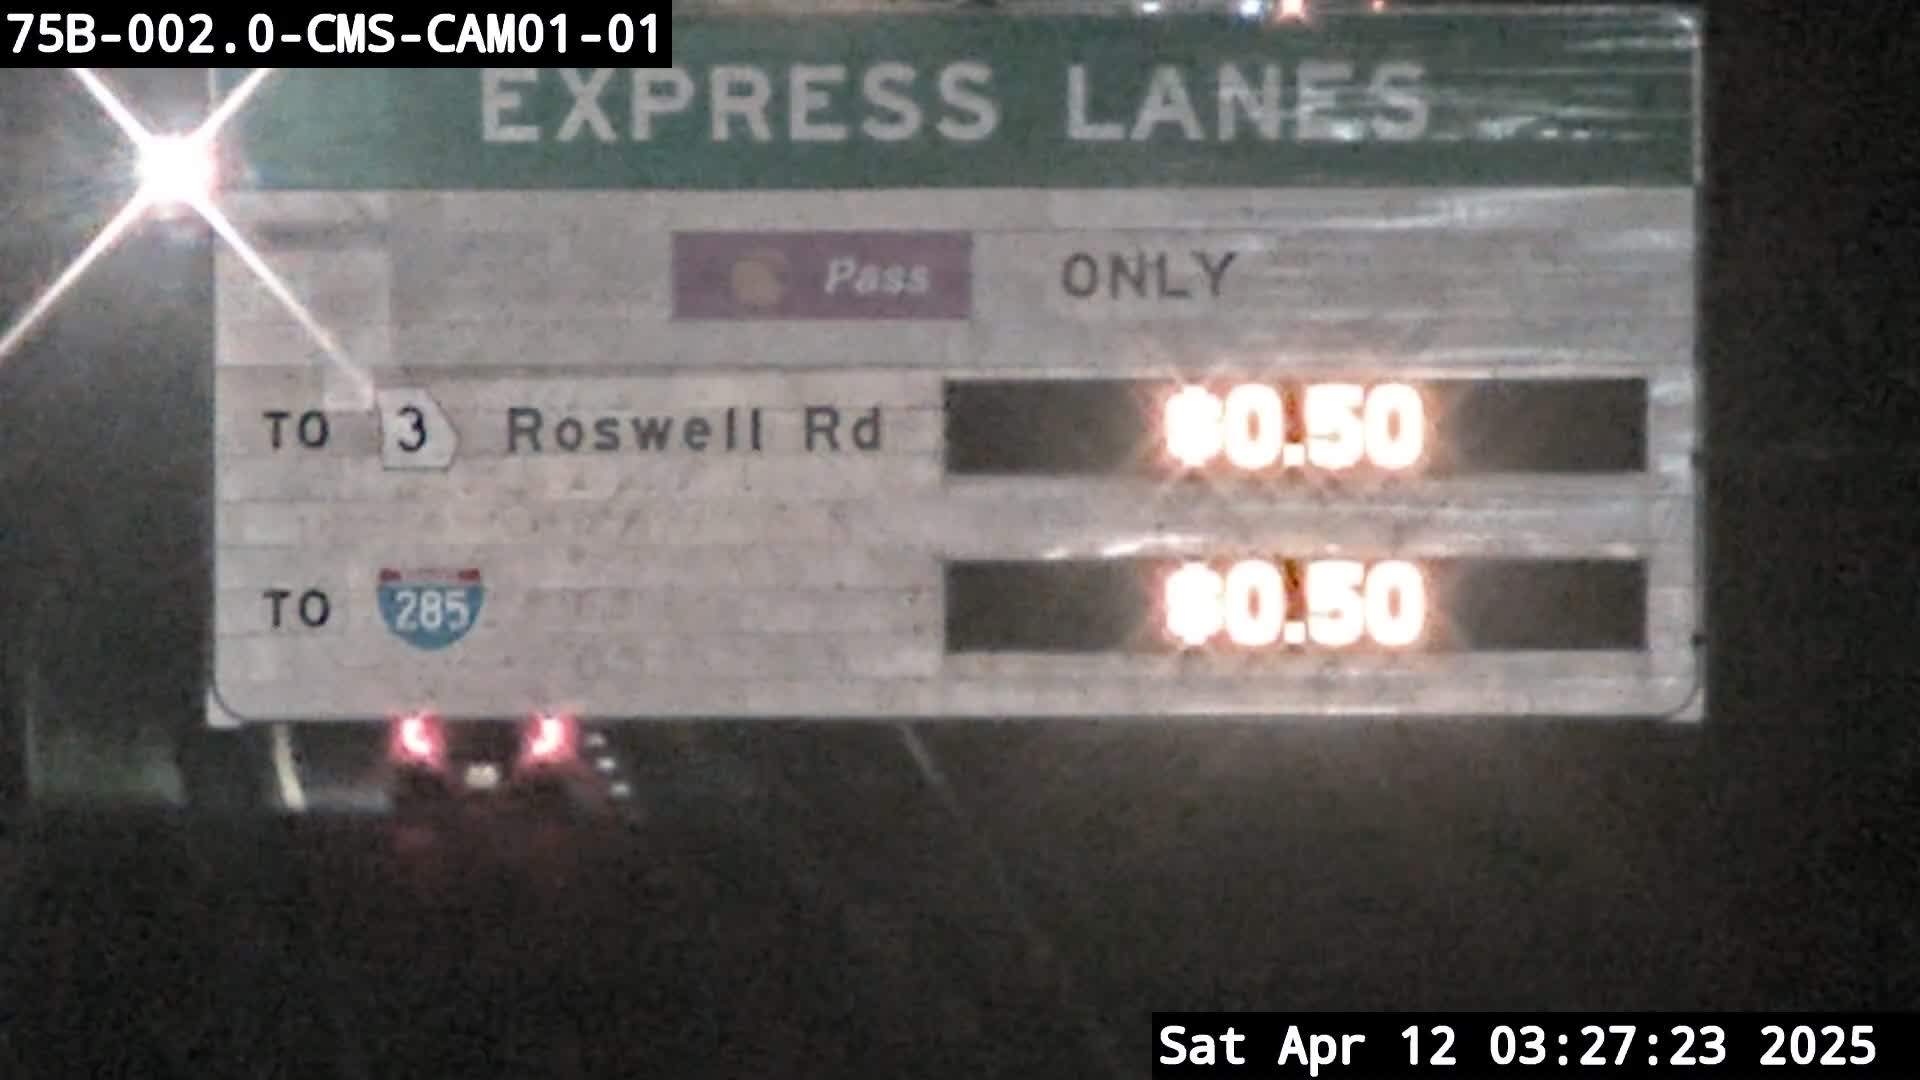 75B-002.0-CMS-CAM01-01
EXPRESS LANES
Pass ONLY
TO 3 Roswell Rd $0.50
TO 285 $0.50
Sat Apr 12 03:27:23 2025